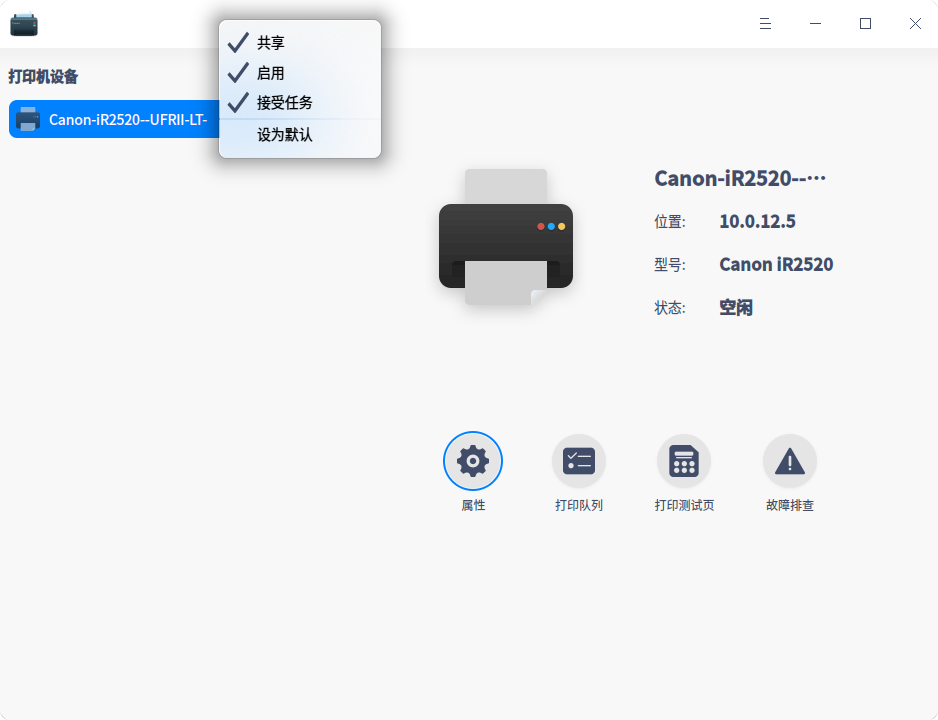 共享
启用
接受任务
设为默认
打印机设备
Canon-iR2520--UFRII-LT-
Canon-iR2520--···
位置: 10.0.12.5
型号: Canon iR2520
状态: 空闲
属性 打印队列 打印测试页 故障排查